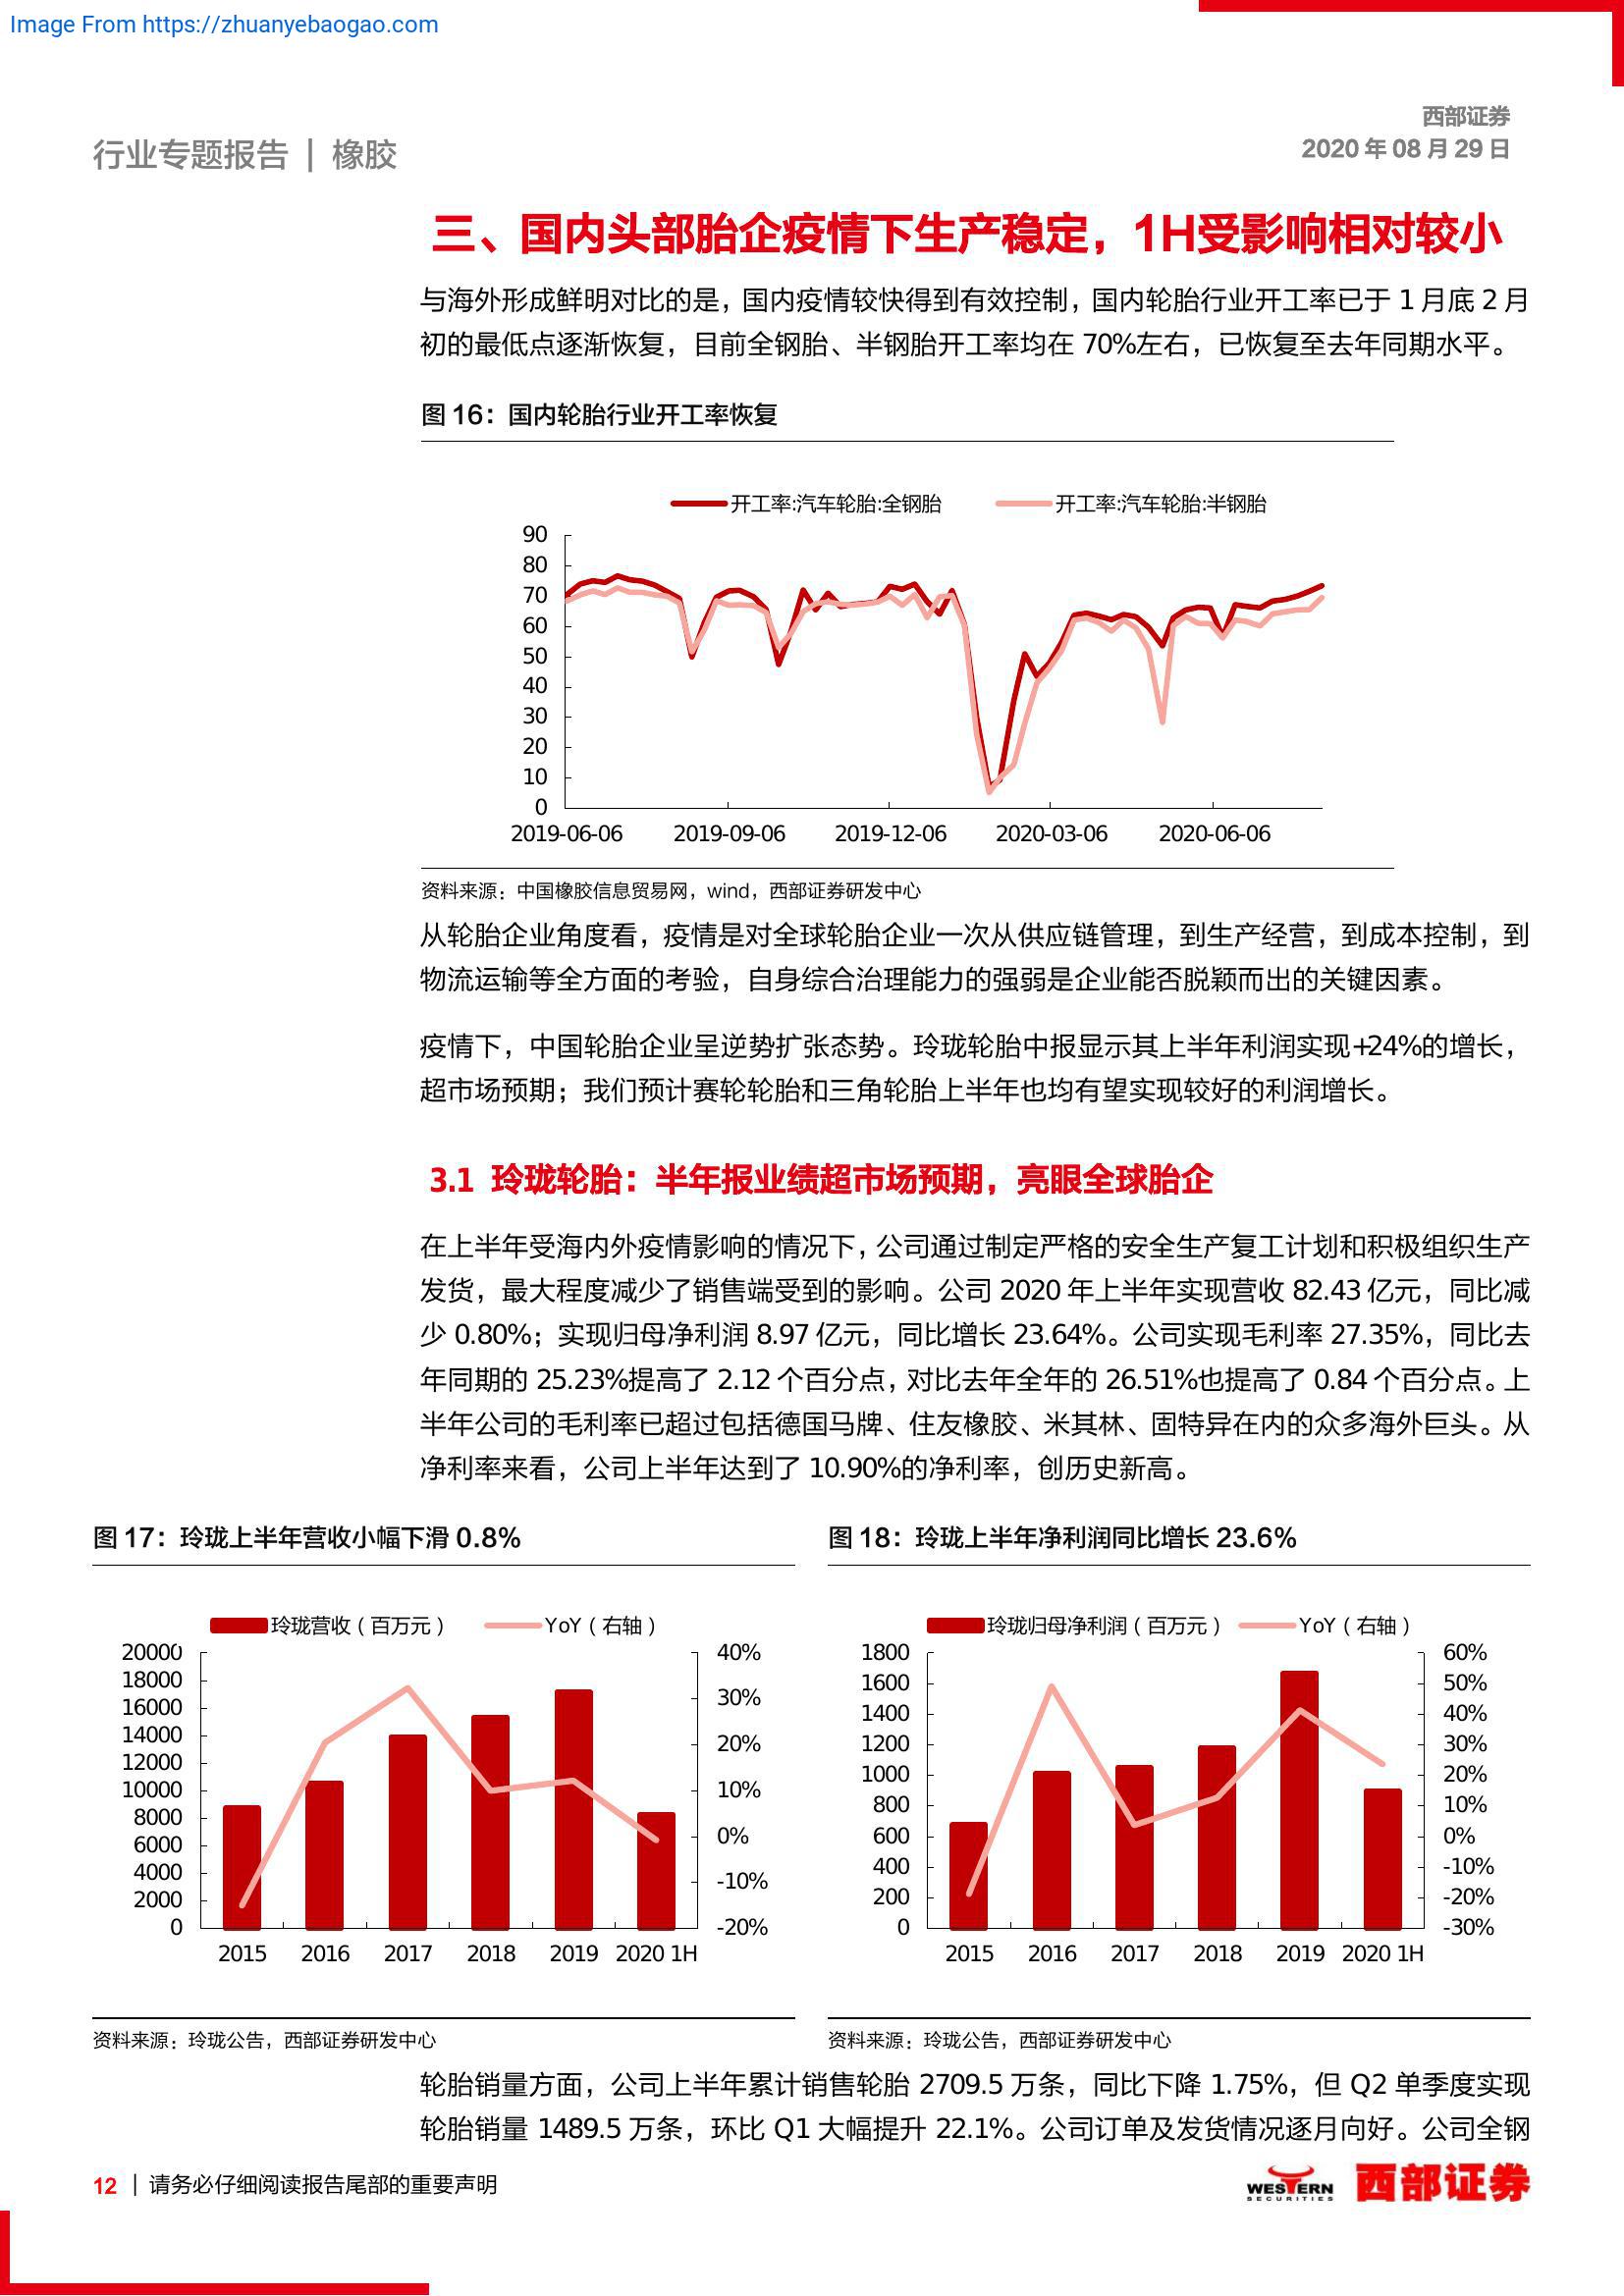 Image From https://zhuanyebaogao.com
西部证券
行业专题报告 | 橡胶
2020 年 08 月 29 日
三、国内头部胎企疫情下生产稳定，1H受影响相对较小
与海外形成鲜明对比的是，国内疫情较快得到有效控制，国内轮胎行业开工率已于 1 月底 2 月
初的最低点逐渐恢复，目前全钢胎、半钢胎开工率均在 70%左右，已恢复至去年同期水平。
图 16：国内轮胎行业开工率恢复
开工率:汽车轮胎:全钢胎 开工率:汽车轮胎:半钢胎
90
80
70
60
50
40
30
20
10
0
2019-06-06 2019-09-06 2019-12-06 2020-03-06 2020-06-06
资料来源：中国橡胶信息贸易网，wind，西部证券研发中心
从轮胎企业角度看，疫情是对全球轮胎企业一次从供应链管理，到生产经营，到成本控制，到
物流运输等全方面的考验，自身综合治理能力的强弱是企业能否脱颖而出的关键因素。
疫情下，中国轮胎企业呈逆势扩张态势。玲珑轮胎中报显示其上半年利润实现+24%的增长，
超市场预期；我们预计赛轮轮胎和三角轮胎上半年也均有望实现较好的利润增长。
3.1 玲珑轮胎：半年报业绩超市场预期，亮眼全球胎企
在上半年受海内外疫情影响的情况下，公司通过制定严格的安全生产复工计划和积极组织生产
发货，最大程度减少了销售端受到的影响。公司 2020 年上半年实现营收 82.43 亿元，同比减
少 0.80%；实现归母净利润 8.97 亿元，同比增长 23.64%。公司实现毛利率 27.35%，同比去
年同期的 25.23%提高了 2.12 个百分点，对比去年全年的 26.51%也提高了 0.84 个百分点。上
半年公司的毛利率已超过包括德国马牌、住友橡胶、米其林、固特异在内的众多海外巨头。从
净利率来看，公司上半年达到了 10.90%的净利率，创历史新高。
图 17：玲珑上半年营收小幅下滑 0.8%
玲珑营收（百万元） YoY（右轴）
20000
18000
16000
14000
12000
10000
8000
6000
4000
2000
0
40%
30%
20%
10%
0%
-10%
-20%
2015 2016 2017 2018 2019 2020 1H
资料来源：玲珑公告，西部证券研发中心
图 18：玲珑上半年净利润同比增长 23.6%
玲珑归母净利润（百万元） YoY（右轴）
1800
1600
1400
1200
1000
800
600
400
200
0
60%
50%
40%
30%
20%
10%
0%
-10%
-20%
-30%
2015 2016 2017 2018 2019 2020 1H
资料来源：玲珑公告，西部证券研发中心
轮胎销量方面，公司上半年累计销售轮胎 2709.5 万条，同比下降 1.75%，但 Q2 单季度实现
轮胎销量 1489.5 万条，环比 Q1 大幅提升 22.1%。公司订单及发货情况逐月向好。公司全钢
12 | 请务必仔细阅读报告尾部的重要声明
WESTERN
SECURITIES
西部证券